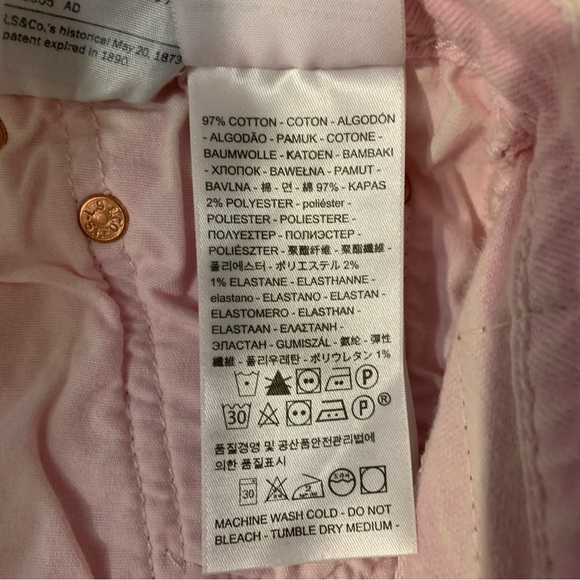 AD
LS&Co.'s historical May 20, 1873
patent expired in 1890.
97% COTTON - COTON - ALGODÓN
- ALGODÃO - PAMUK - COTONE -
BAUMWOLLE - KATOEN - BAMBAKI
- ХЛОПОК - BAWEŁNA - PAMUT -
BAVLNA - 棉 - 면 - 綿 97% - KAPAS
2% POLYESTER - poliéster -
POLIESTER - POLIESTERE -
ΠΟΛΥΕΣΤΕΡ - ПОЛИЭСТЕР -
POLIÉSZTER - 聚酯纤维 - 聚酯纖維 -
폴리에스터 - ポリエステル 2%
1% ELASTANE - ELASTHANNE -
elastano - ELASTANO - ELASTAN -
ELASTOMERO - ELASTHAN -
ELASTAAN - ΕΛΑΣΤΑΝΗ -
ЭЛАСТАН - GUMISZÁL - 氨纶 - 彈性
纖維 - 폴리우레탄 - ポリウレタン 1%
P
30 P®
품질경영 및 공산품안전관리법에
의한 품질표시
30
MACHINE WASH COLD - DO NOT
BLEACH - TUMBLE DRY MEDIUM -